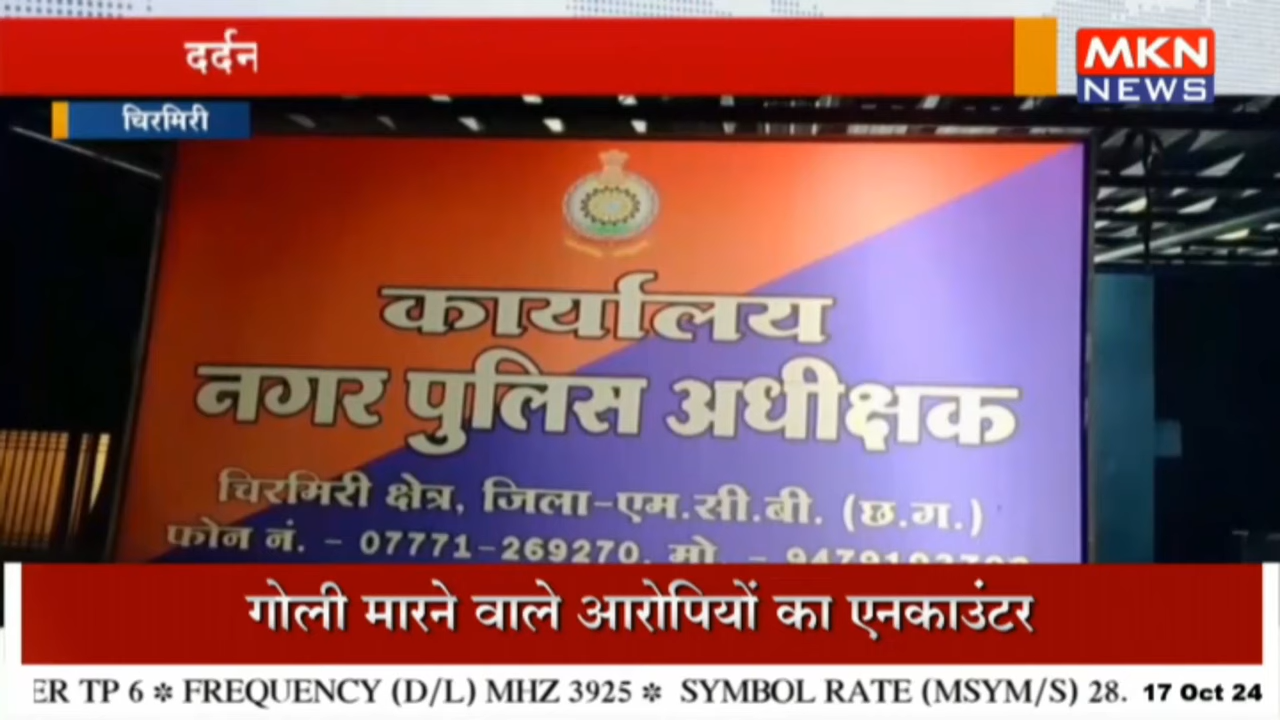 दर्दन
MKN
NEWS
चिरमिरी
कार्यालय
नगर पुलिस अधीक्षक
चिरमिरी क्षेत्र, जिला-एम.सी.बी. (छ.ग.)
फोन नं. - 07771-269270, मो. -
गोली मारने वाले आरोपियों का एनकाउंटर
ER TP 6 ✲ FREQUENCY (D/L) MHZ 3925 ✲ SYMBOL RATE (MSYM/S) 28. 17 Oct 24